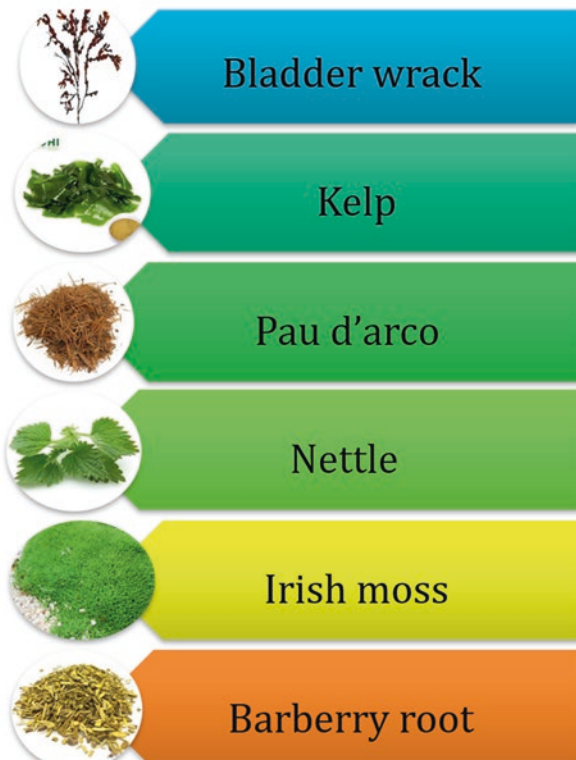 Bladder wrack
Kelp
Pau d’arco
Nettle
Irish moss
Barberry root